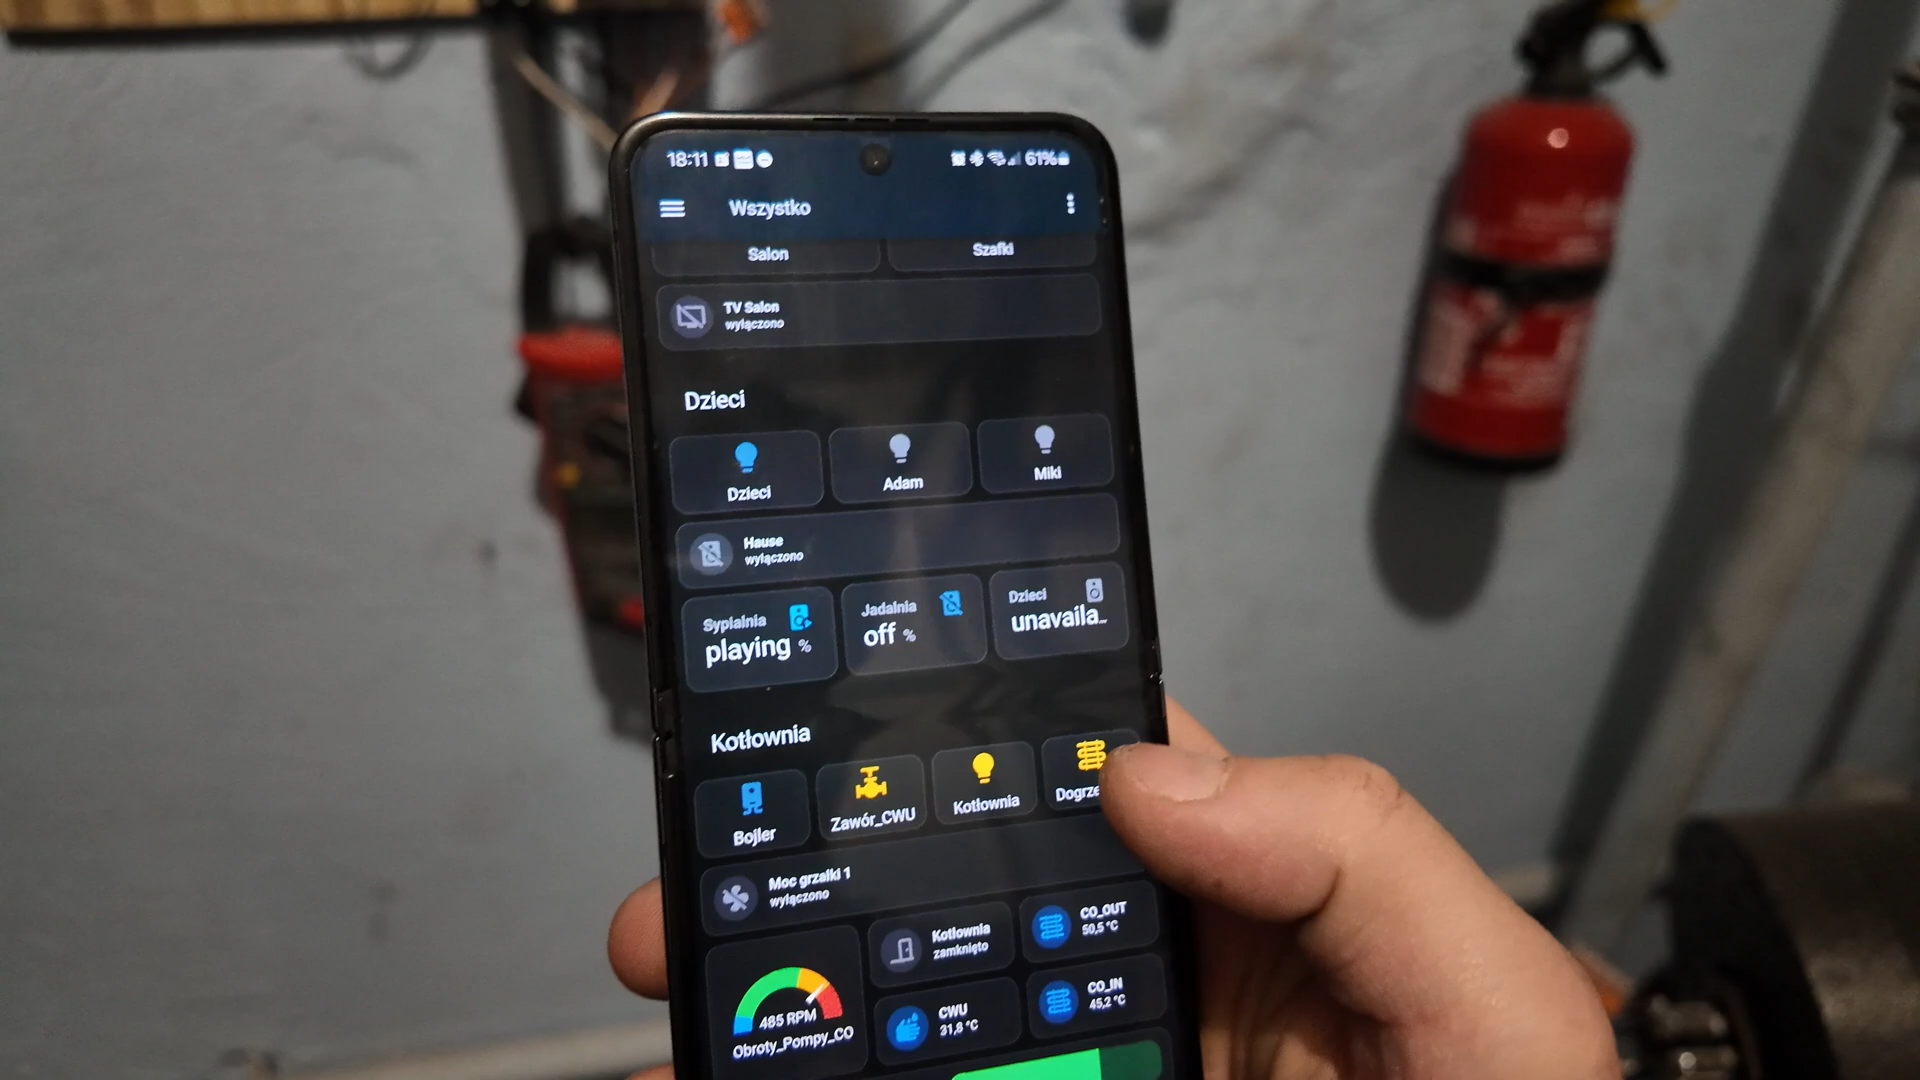 18:11
61%
Wszystko
Salon
Szafki
TV Salon
wyłączono
Dzieci
Dzieci
Adam
Miki
Hause
wyłączono
Sypialnia
playing %
Jadalnia
off %
Dzieci
unavaila...
Kotłownia
Bojler
Zawór_CWU
Kotłownia
Dogrze
Moc grzałki 1
wyłączono
485 RPM
Obroty_Pompy_CO
Kotłownia
zamknięto
CO_OUT
50,5 °C
CWU
31,8 °C
CO_IN
45,2 °C